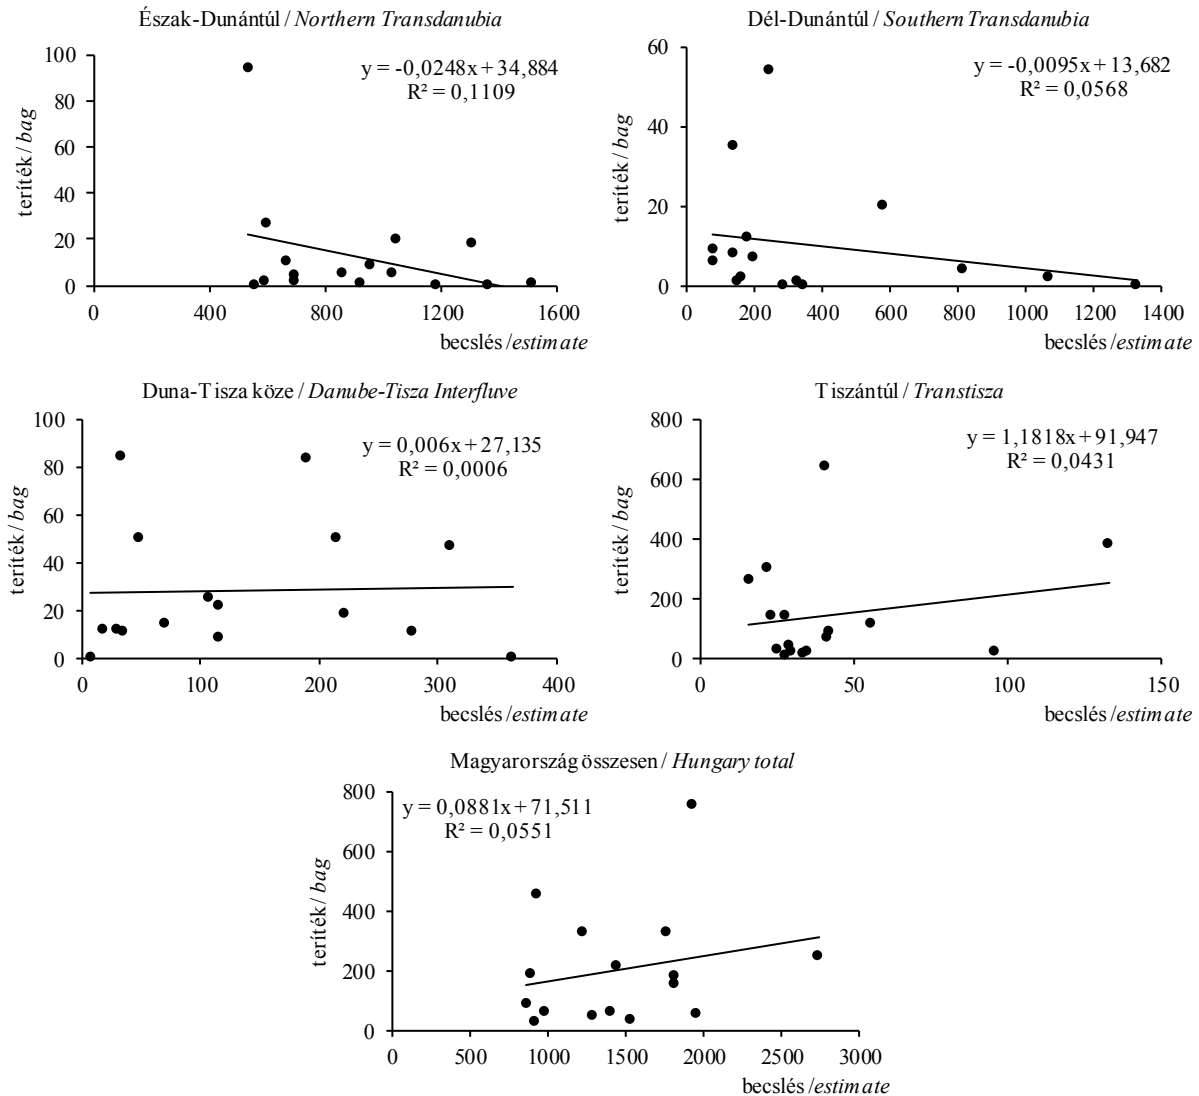 Észak-Dunántúl / Northern Transdanubia
y = -0,0248x + 34,884
R² = 0,1109
teríték / bag
100
80
60
40
20
0
0 400 800 1200 1600
becslés /estimate
Dél-Dunántúl / Southern Transdanubia
y = -0,0095x + 13,682
R² = 0,0568
teríték / bag
60
40
20
0
0 200 400 600 800 1000 1200 1400
becslés /estimate
Duna-Tisza köze / Danube-Tisza Interfluve
y = 0,006x + 27,135
R² = 0,0006
teríték / bag
100
80
60
40
20
0
0 100 200 300 400
becslés /estimate
Tiszántúl / Transtisza
y = 1,1818x + 91,947
R² = 0,0431
teríték / bag
800
600
400
200
0
0 50 100 150
becslés /estimate
Magyarország összesen / Hungary total
y = 0,0881x + 71,511
R² = 0,0551
teríték / bag
800
600
400
200
0
0 500 1000 1500 2000 2500 3000
becslés /estimate